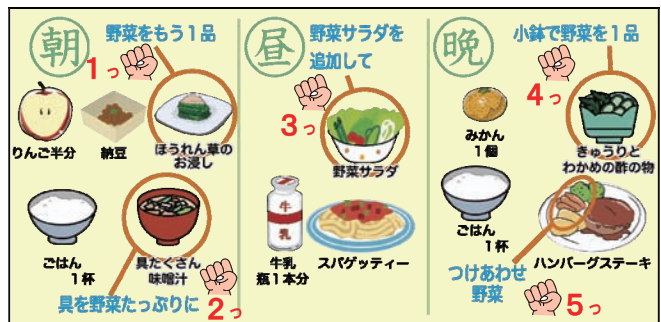 朝
野菜をもう1品
1つ
りんご半分
納豆
ほうれん草の
お浸し
ごはん
1杯
具だくさん
味噌汁
具を野菜たっぷりに
2つ
昼
野菜サラダを
追加して
3つ
野菜サラダ
牛乳
牛乳
瓶1本分
スパゲッティー
晩
小鉢で野菜を1品
4つ
みかん
1個
きゅうりと
わかめの酢の物
ごはん
1杯
ハンバーグステーキ
つけあわせ
野菜
5つ